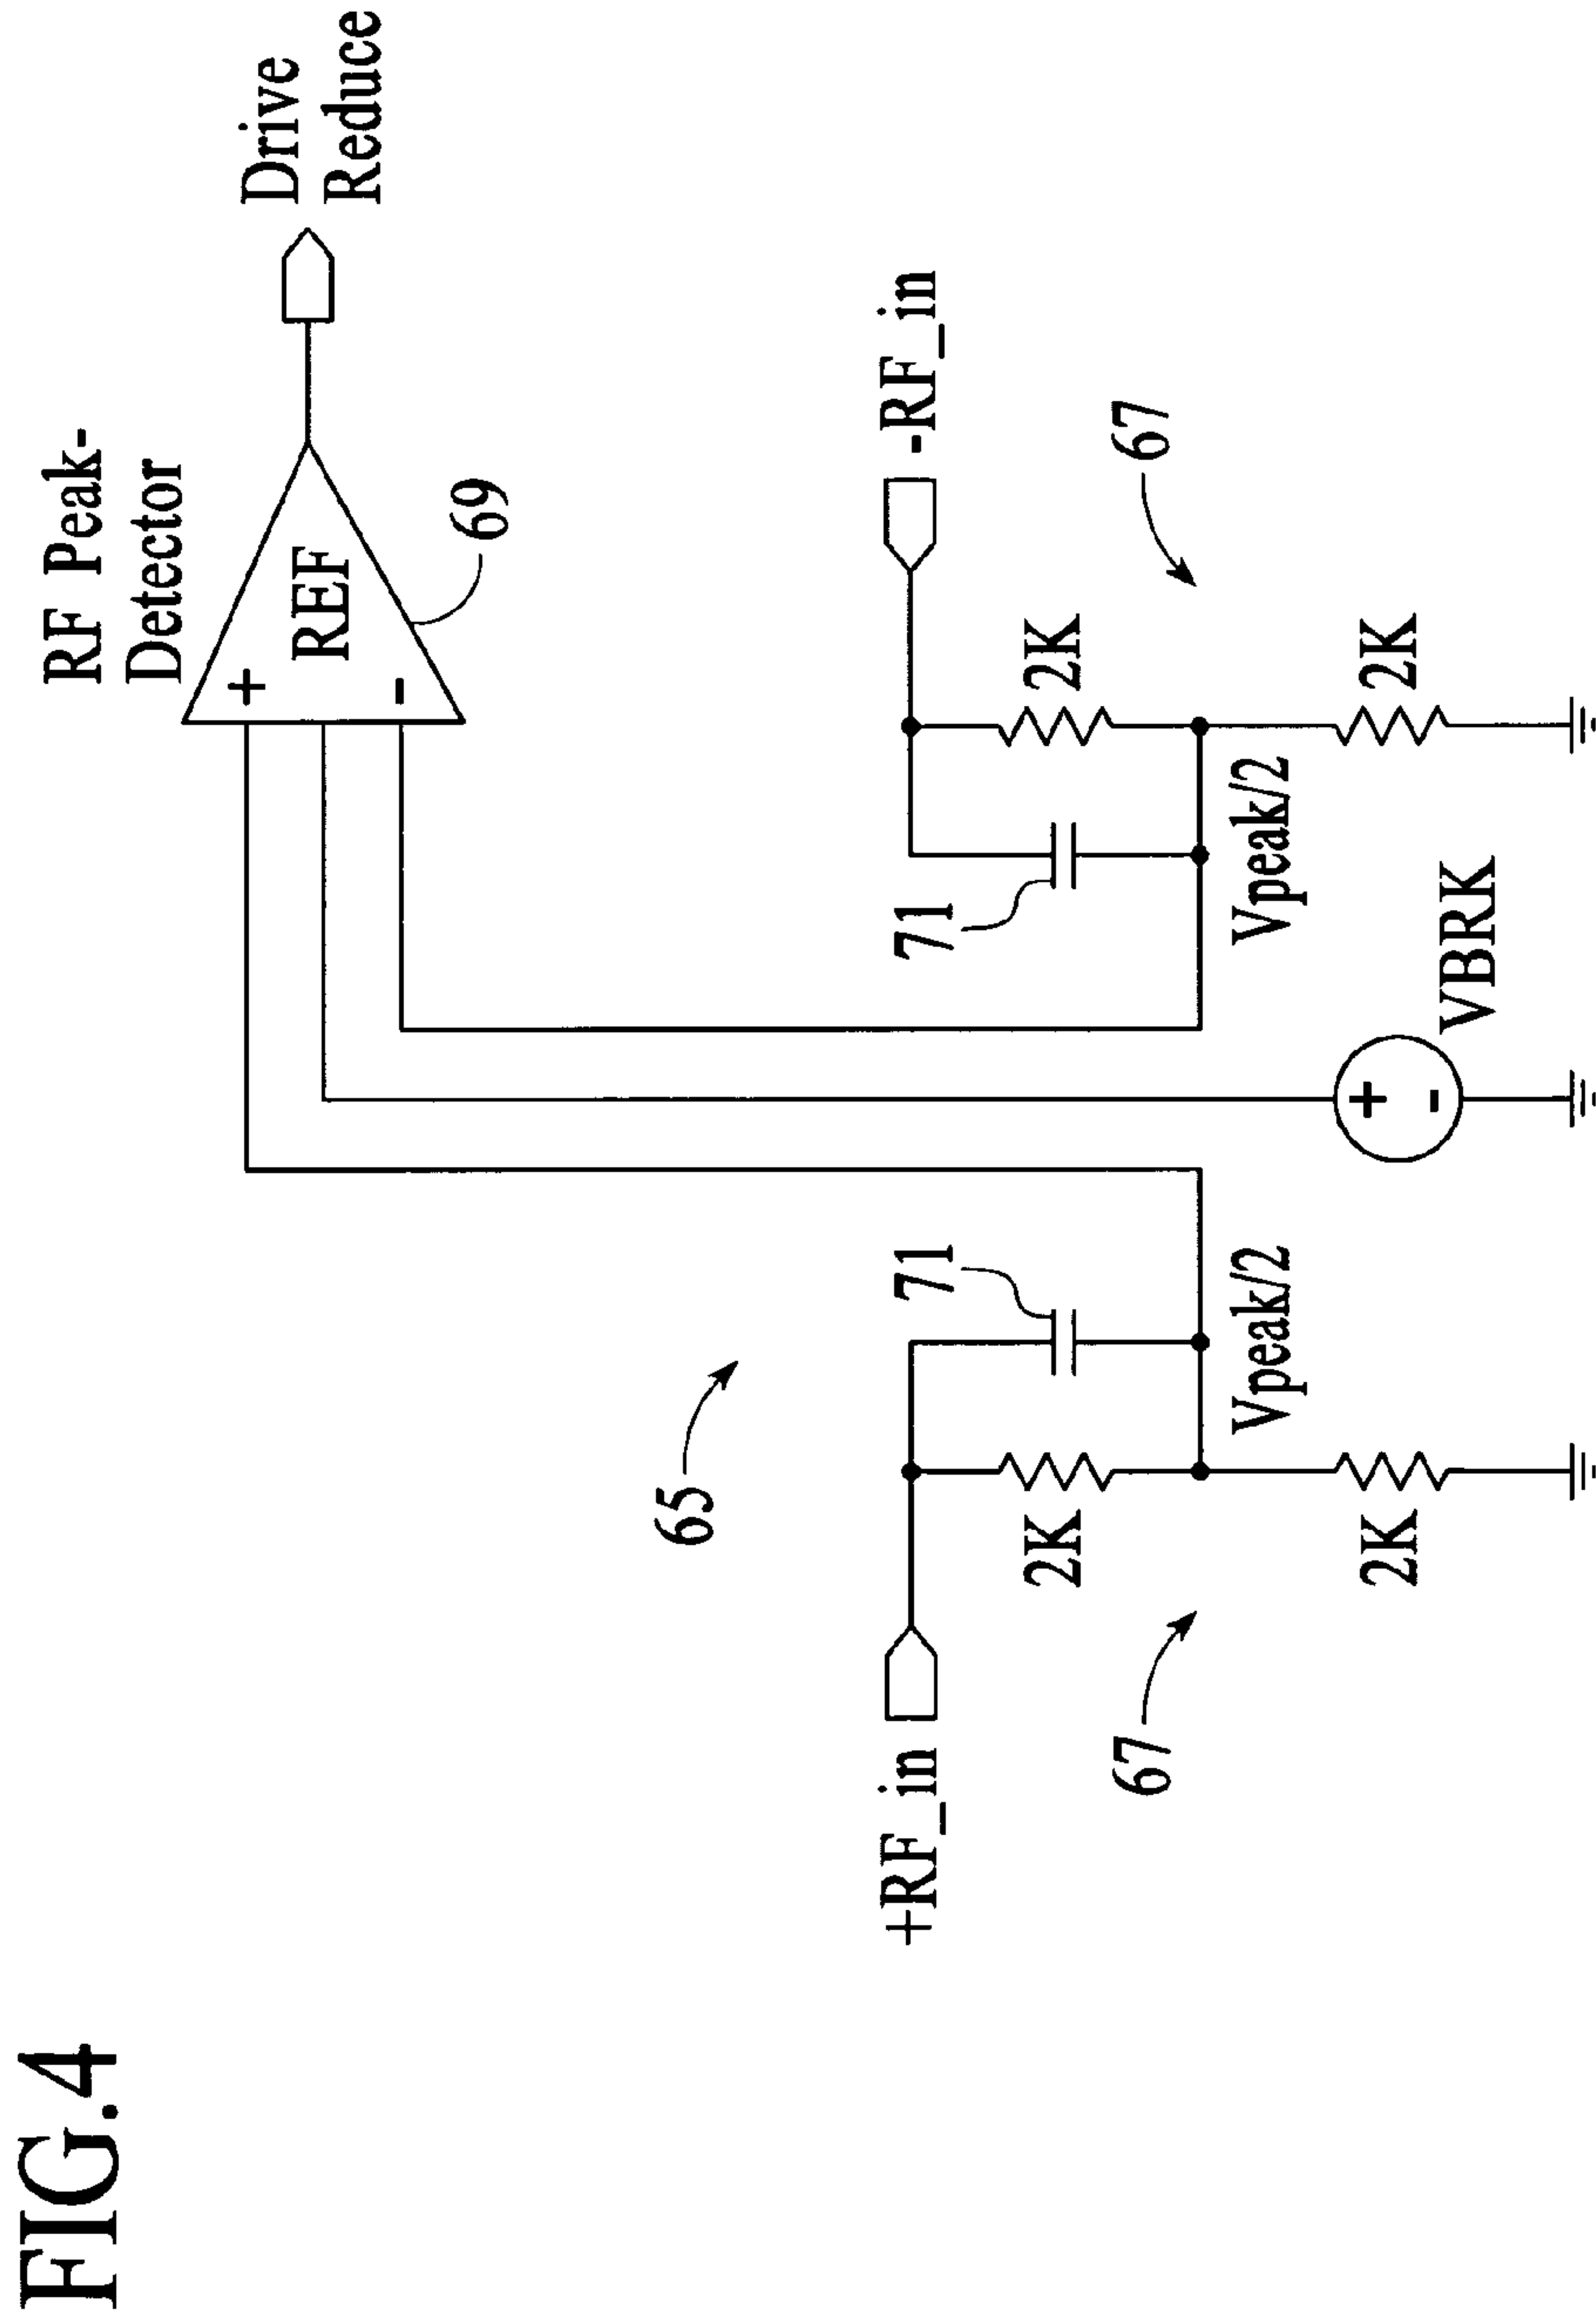 FIG.4
RF Peak-
Detector
+
REF
-
69
Drive
Reduce
65
+RF_in
71
71
-RF_in
67
2K
2K
67
Vpeak/2
Vpeak/2
2K
+
-
VBRK
2K